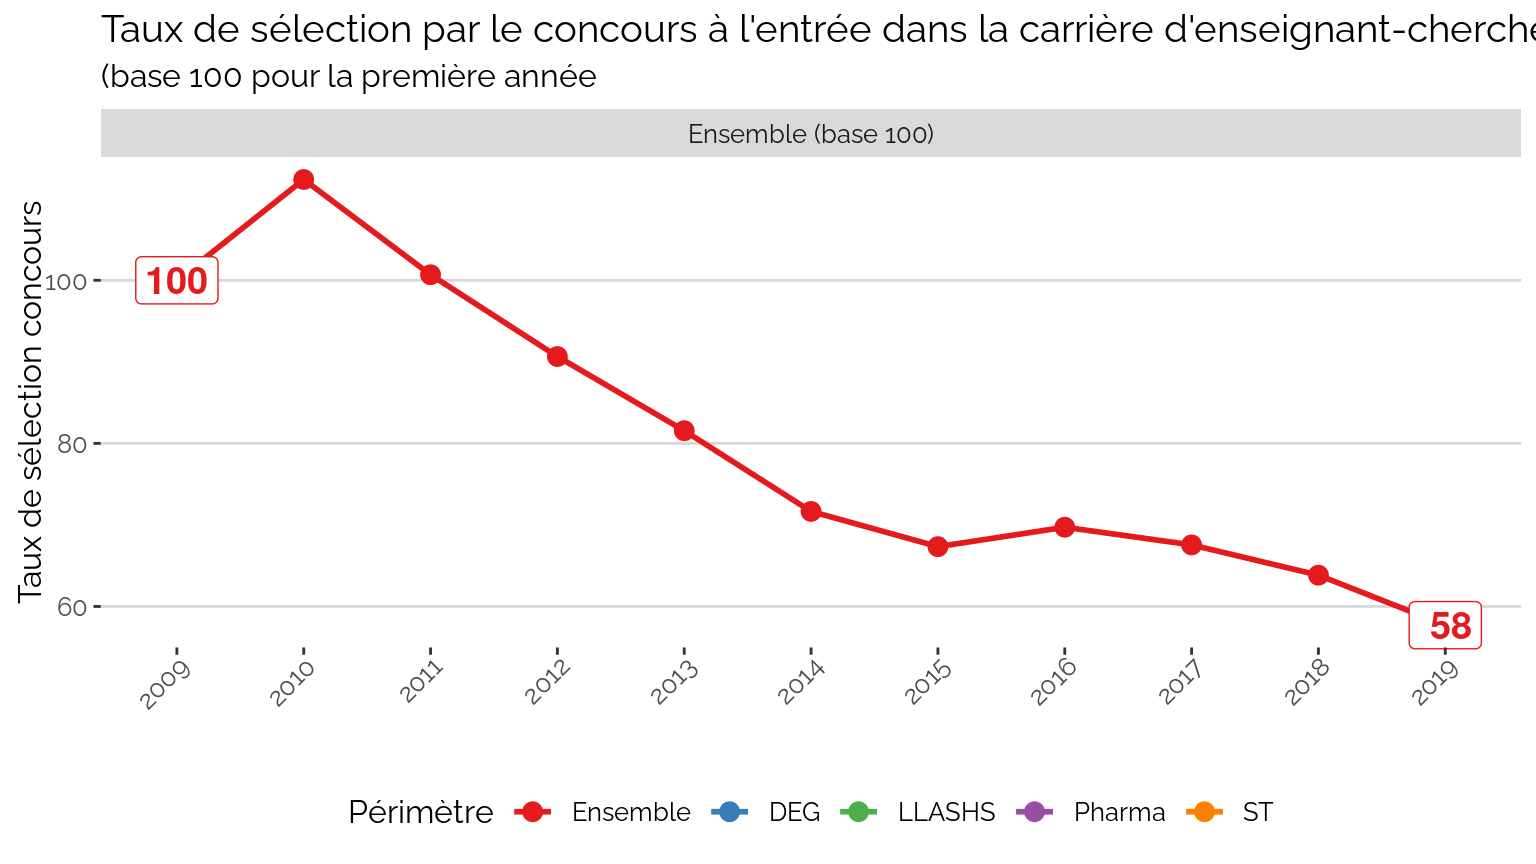 Taux de sélection par le concours à l'entrée dans la carrière d'enseignant-cherche
(base 100 pour la première année
Ensemble (base 100)
Taux de sélection concours
100
80
60
100
58
2009
2010
2011
2012
2013
2014
2015
2016
2017
2018
2019
Périmètre
Ensemble
DEG
LLASHS
Pharma
ST